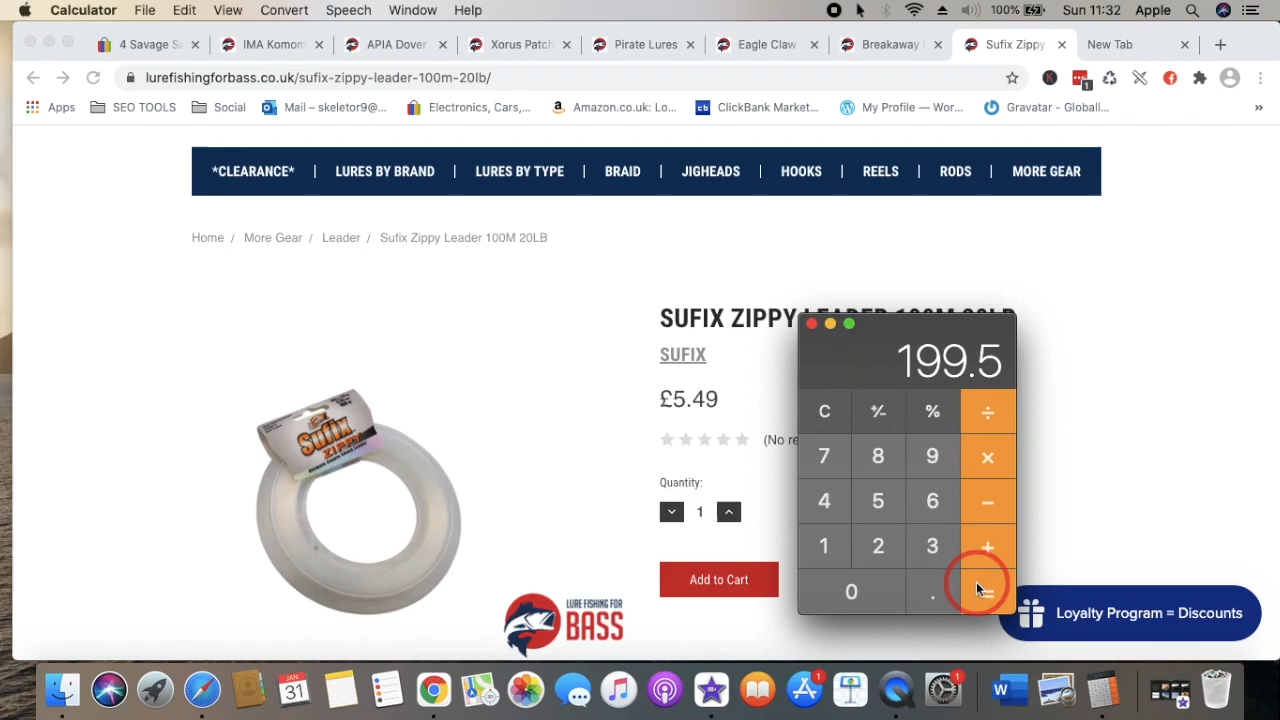 Calculator File Edit View Convert Speech Window Help 100% Sun 11:32 Apple
4 Savage Sa IMA Komom APIA Dover Xorus Patch Pirate Lures Eagle Claw Breakaway Sufix Zippy New Tab
lurefishingforbass.co.uk/sufix-zippy-leader-100m-20lb/
Apps SEO TOOLS Social Mail – skeletor9@... Electronics, Cars,... Amazon.co.uk: Lo... ClickBank Market... My Profile — Wor... Gravatar - Globall... »
*CLEARANCE* | LURES BY BRAND | LURES BY TYPE | BRAID | JIGHEADS | HOOKS | REELS | RODS | MORE GEAR
Home / More Gear / Leader / Sufix Zippy Leader 100M 20LB
SUFIX ZIPPY LEADER 100M 20LB
SUFIX
£5.49
(No re
Quantity:
1
Add to Cart
Sufix
ZIPPY
LURE FISHING FOR
BASS
199.5
C +⁄- % ÷
7 8 9 ×
4 5 6 −
1 2 3 +
0 . =
Loyalty Program = Discounts
JAN
31